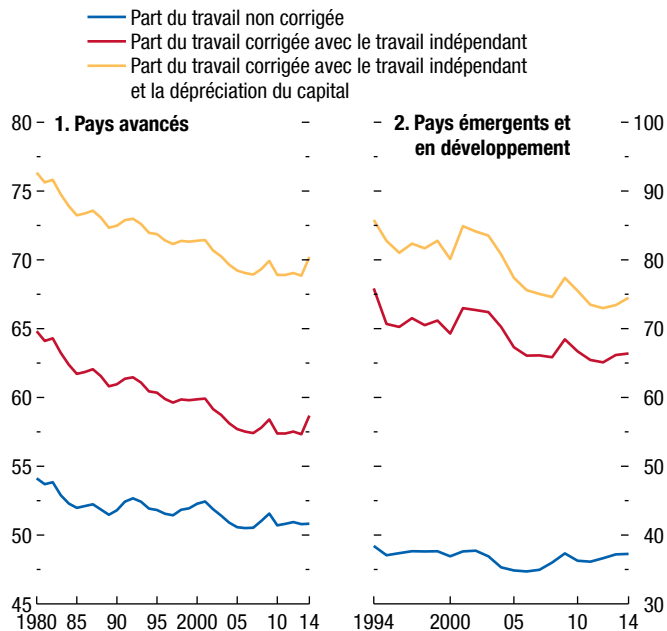 Part du travail non corrigée
Part du travail corrigée avec le travail indépendant
Part du travail corrigée avec le travail indépendant
et la dépréciation du capital
1. Pays avancés
80
75
70
65
60
55
50
45
1980 85 90 95 2000 05 10 14
2. Pays émergents et
en développement
100
90
80
70
60
50
40
30
1994 2000 05 10 14